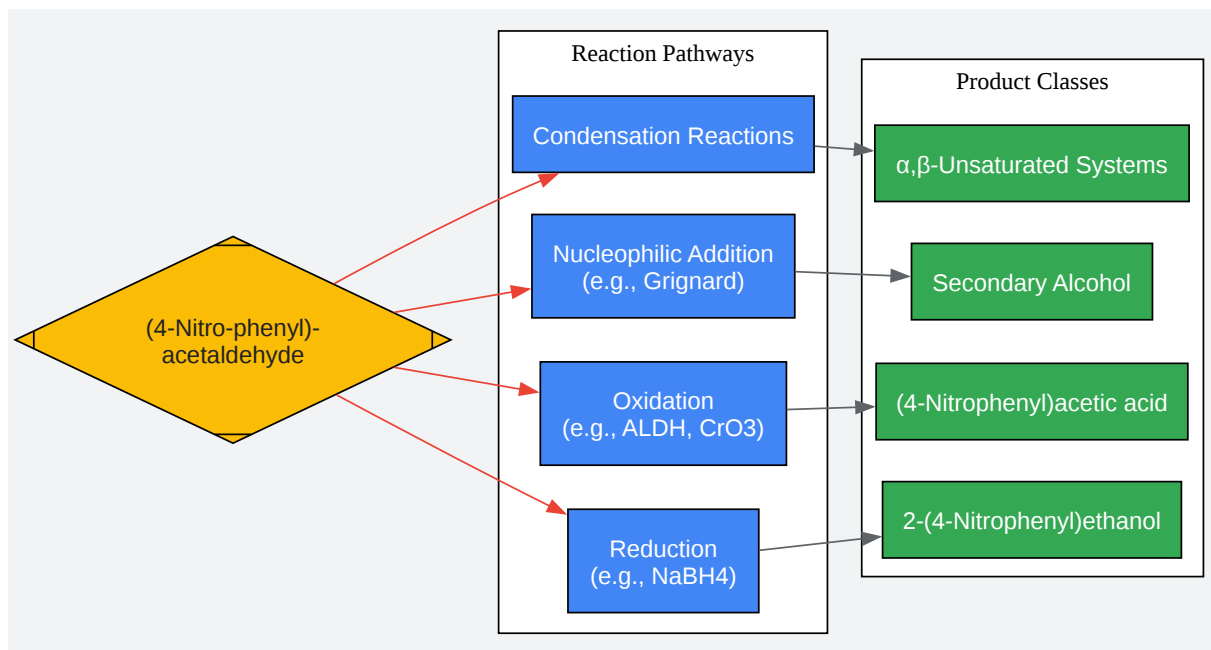 (4-Nitro-phenyl)-
acetaldehyde
Reaction Pathways
Condensation Reactions
Nucleophilic Addition
(e.g., Grignard)
Oxidation
(e.g., ALDH, CrO3)
Reduction
(e.g., NaBH4)
Product Classes
α,β-Unsaturated Systems
Secondary Alcohol
(4-Nitrophenyl)acetic acid
2-(4-Nitrophenyl)ethanol